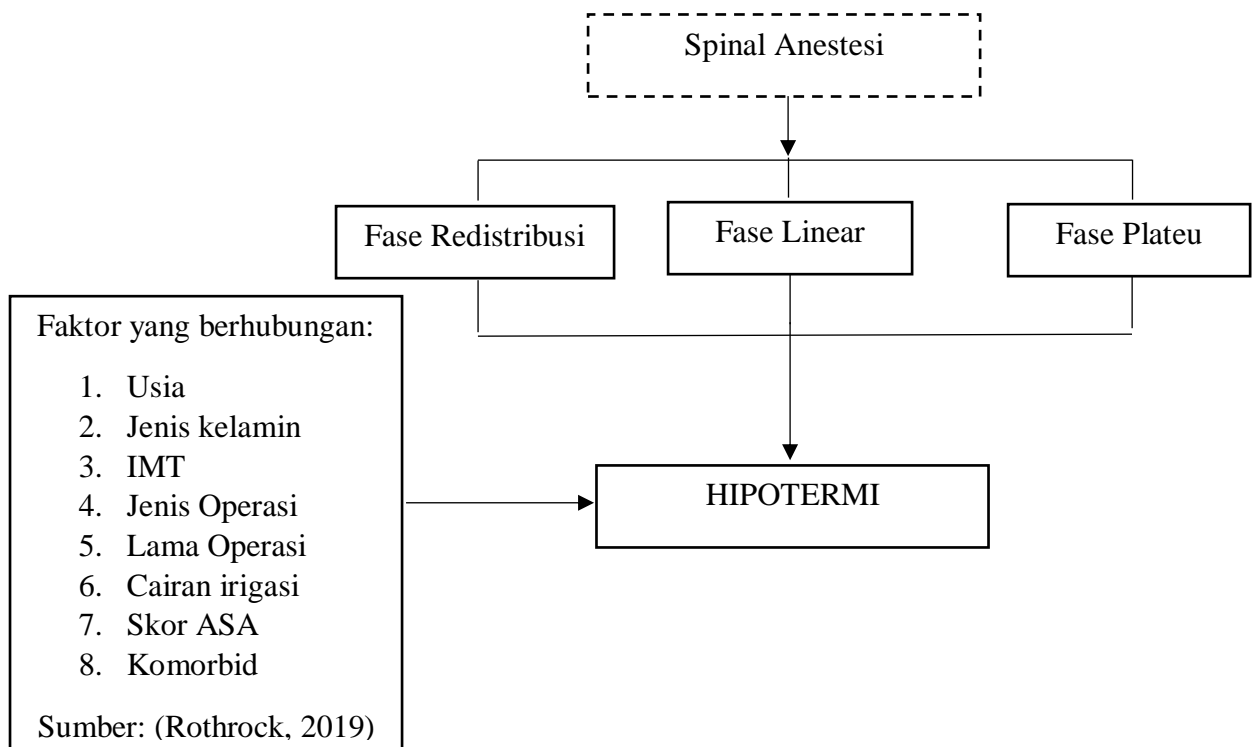 Spinal Anestesi
Fase Redistribusi
Fase Linear
Fase Plateu
Faktor yang berhubungan:
1. Usia
2. Jenis kelamin
3. IMT
4. Jenis Operasi
5. Lama Operasi
6. Cairan irigasi
7. Skor ASA
8. Komorbid
Sumber: (Rothrock, 2019)
HIPOTERMI